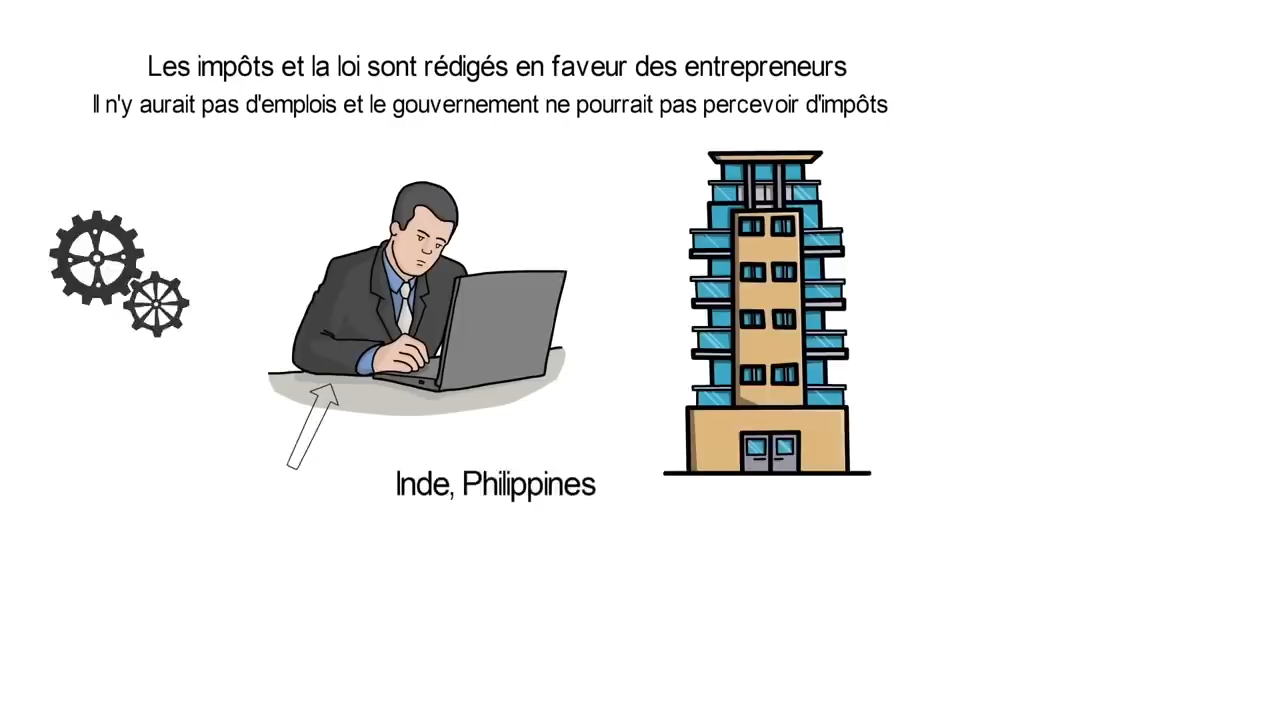 Les impôts et la loi sont rédigés en faveur des entrepreneurs
Il n'y aurait pas d'emplois et le gouvernement ne pourrait pas percevoir d'impôts
Inde, Philippines